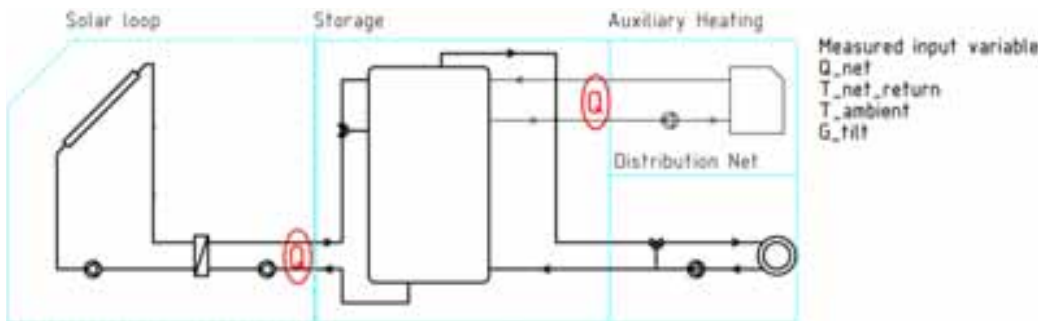 Solar loop
Storage
Auxiliary Heating
Measured input variable
Q_net
T_net_return
T_ambient
G_tilt
Q
Distribution Net
Q